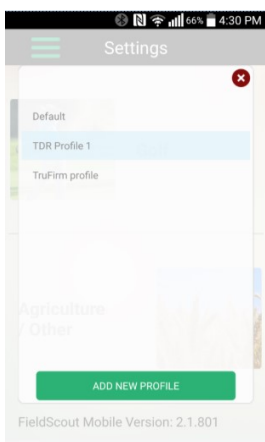 66% 4:30 PM
Settings
Default
TDR Profile 1
TruFirm profile
Agriculture
/ Other
ADD NEW PROFILE
FieldScout Mobile Version: 2.1.801